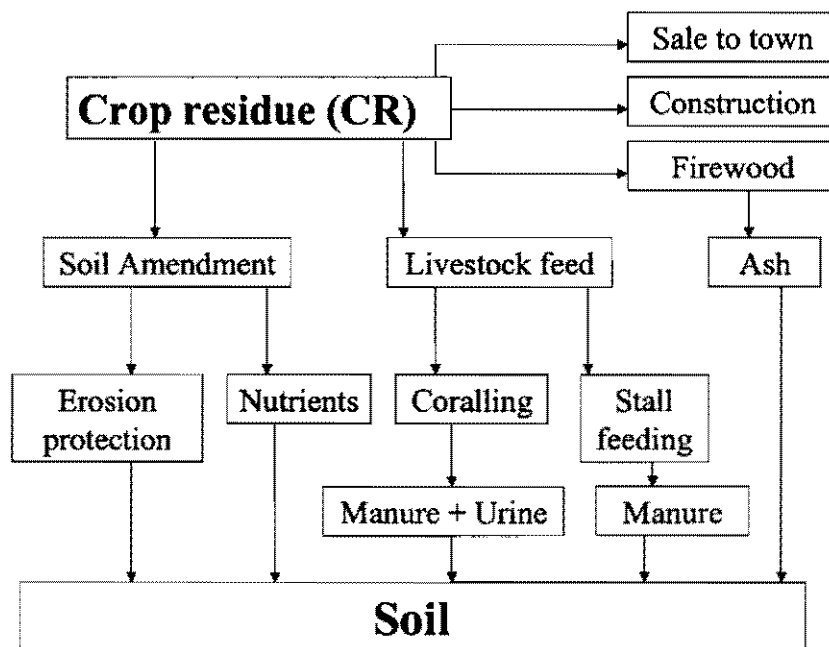 Sale to town
Crop residue (CR)
Construction
Firewood
Soil Amendment
Livestock feed
Ash
Erosion
protection
Nutrients
Coralling
Stall
feeding
Manure + Urine
Manure
Soil